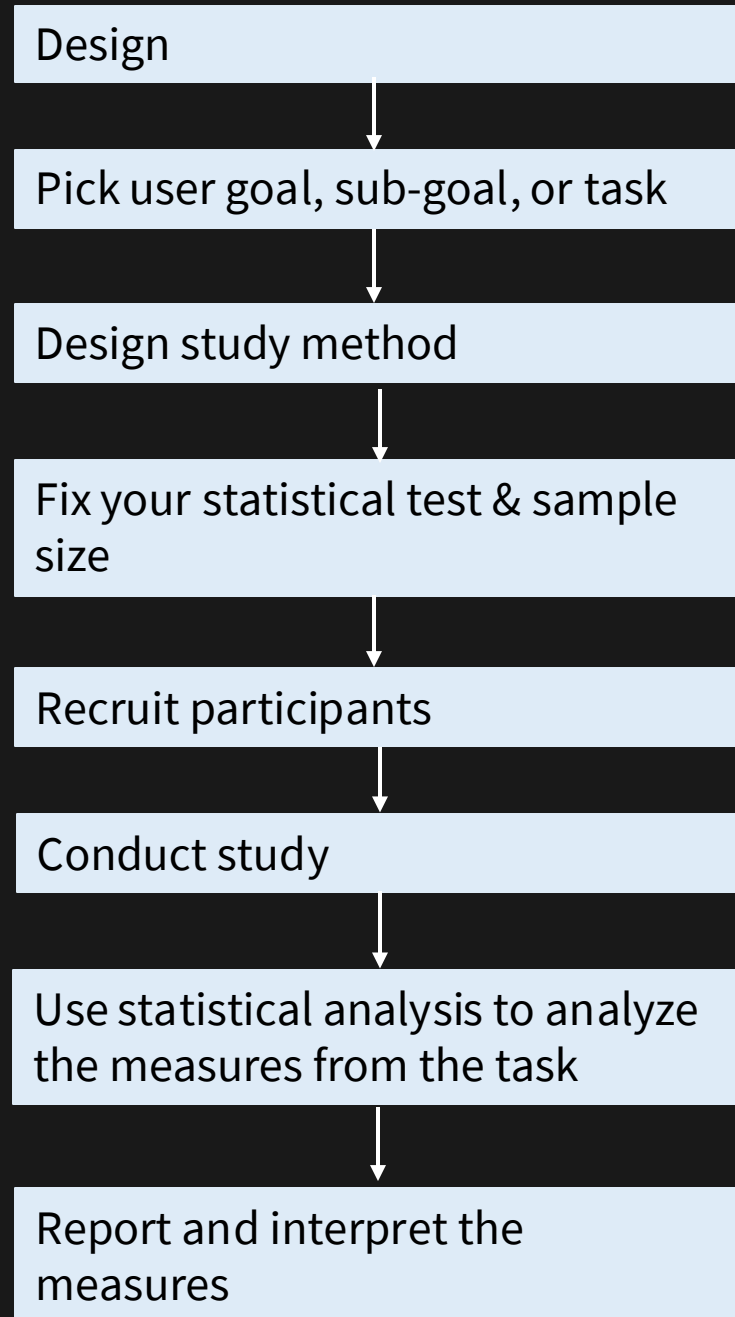 Design
Pick user goal, sub-goal, or task
Design study method
Fix your statistical test & sample
size
Recruit participants
Conduct study
Use statistical analysis to analyze
the measures from the task
Report and interpret the
measures